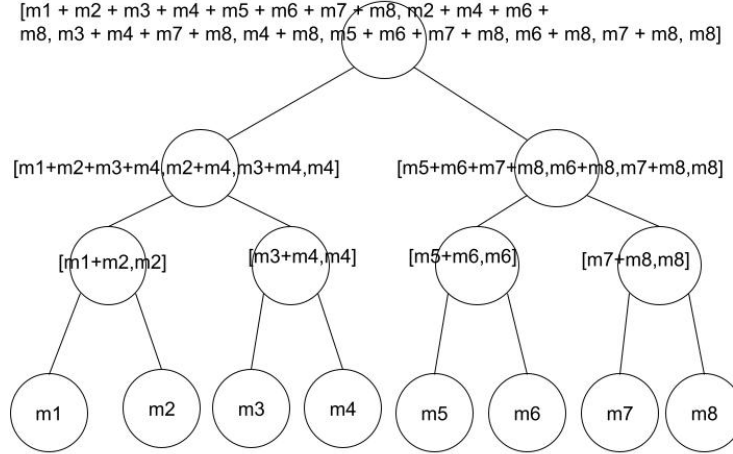 [m1 + m2 + m3 + m4 + m5 + m6 + m7 + m8, m2 + m4 + m6 +
m8, m3 + m4 + m7 + m8, m4 + m8, m5 + m6 + m7 + m8, m6 + m8, m7 + m8, m8]
[m1+m2+m3+m4,m2+m4,m3+m4,m4]
[m5+m6+m7+m8,m6+m8,m7+m8,m8]
[m1+m2,m2]
[m3+m4,m4]
[m5+m6,m6]
[m7+m8,m8]
m1
m2
m3
m4
m5
m6
m7
m8